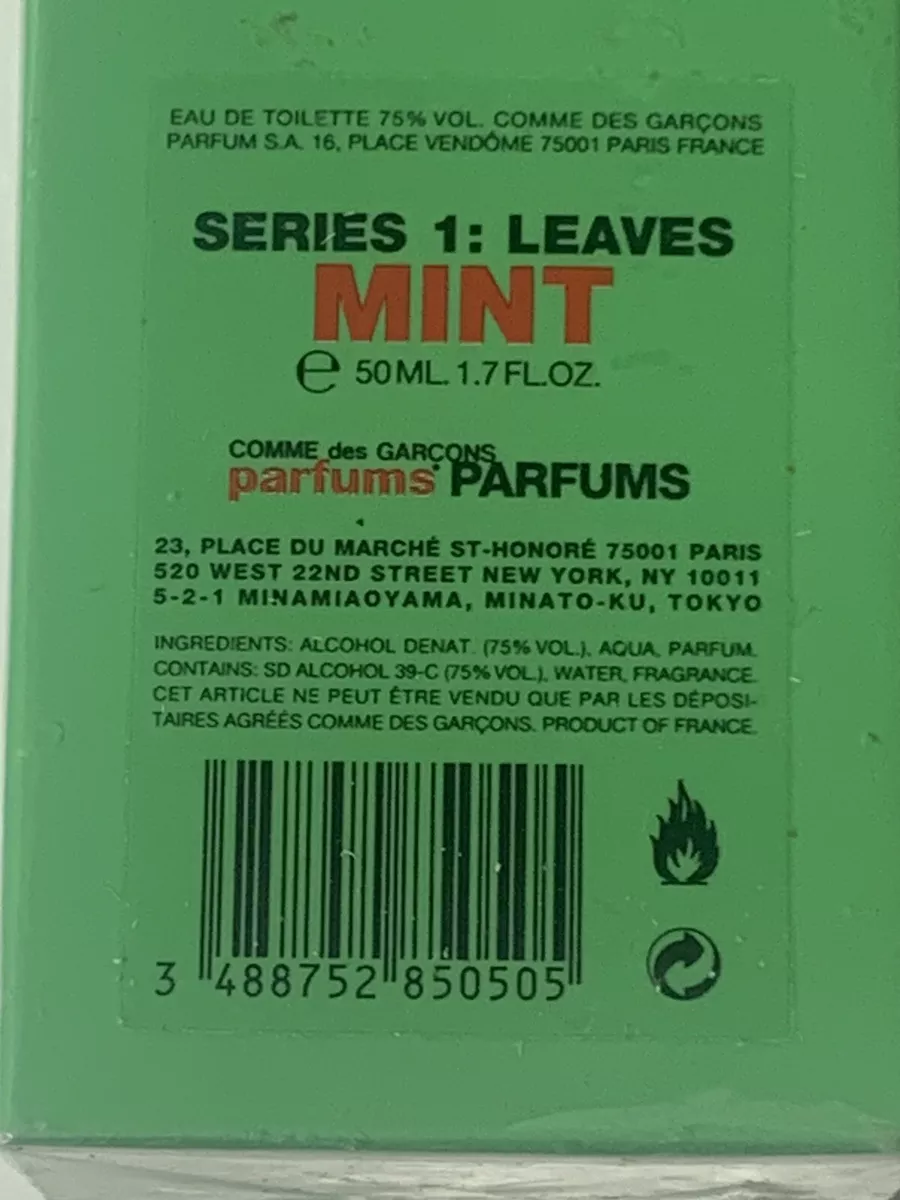 EAU DE TOILETTE 75% VOL. COMME DES GARÇONS
PARFUM S.A. 16, PLACE VENDÔME 75001 PARIS FRANCE
SERIES 1: LEAVES
MINT
℮ 50ML. 1.7FL.OZ.
COMME des GARÇONS
parfums PARFUMS
23, PLACE DU MARCHÉ ST-HONORÉ 75001 PARIS
520 WEST 22ND STREET NEW YORK, NY 10011
5-2-1 MINAMIAOYAMA, MINATO-KU, TOKYO
INGREDIENTS: ALCOHOL DENAT. (75% VOL.), AQUA, PARFUM.
CONTAINS: SD ALCOHOL 39-C (75% VOL.), WATER, FRAGRANCE.
CET ARTICLE NE PEUT ÊTRE VENDU QUE PAR LES DÉPOSI-
TAIRES AGRÉÉS COMME DES GARÇONS. PRODUCT OF FRANCE.
3 488752 850505